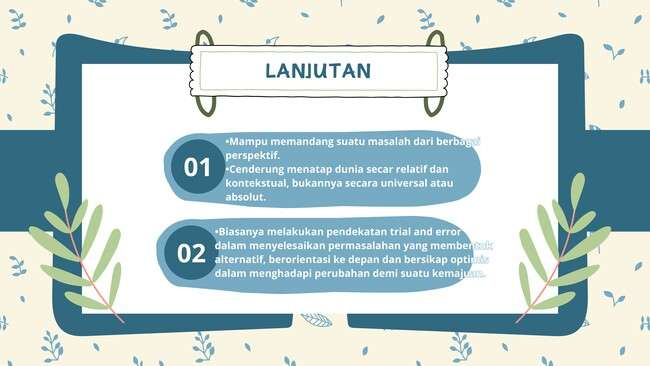 LANJUTAN
01
•Mampu memandang suatu masalah dari berbagai
perspektif.
•Cenderung menatap dunia secar relatif dan
kontekstual, bukannya secara universal atau
absolut.
02
•Biasanya melakukan pendekatan trial and error
dalam menyelesaikan permasalahan yang membentuk
alternatif, berorientasi ke depan dan bersikap optimis
dalam menghadapi perubahan demi suatu kemajuan.